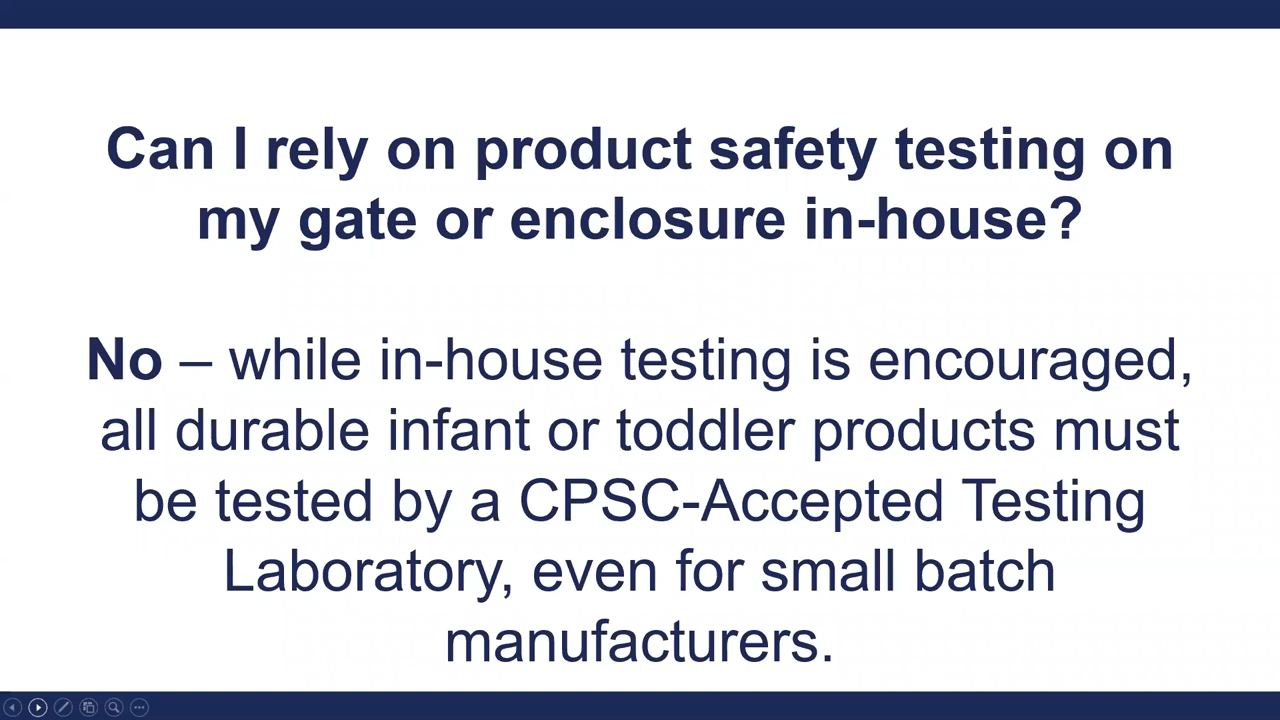 Can I rely on product safety testing on
my gate or enclosure in-house?
No – while in-house testing is encouraged,
all durable infant or toddler products must
be tested by a CPSC-Accepted Testing
Laboratory, even for small batch
manufacturers.